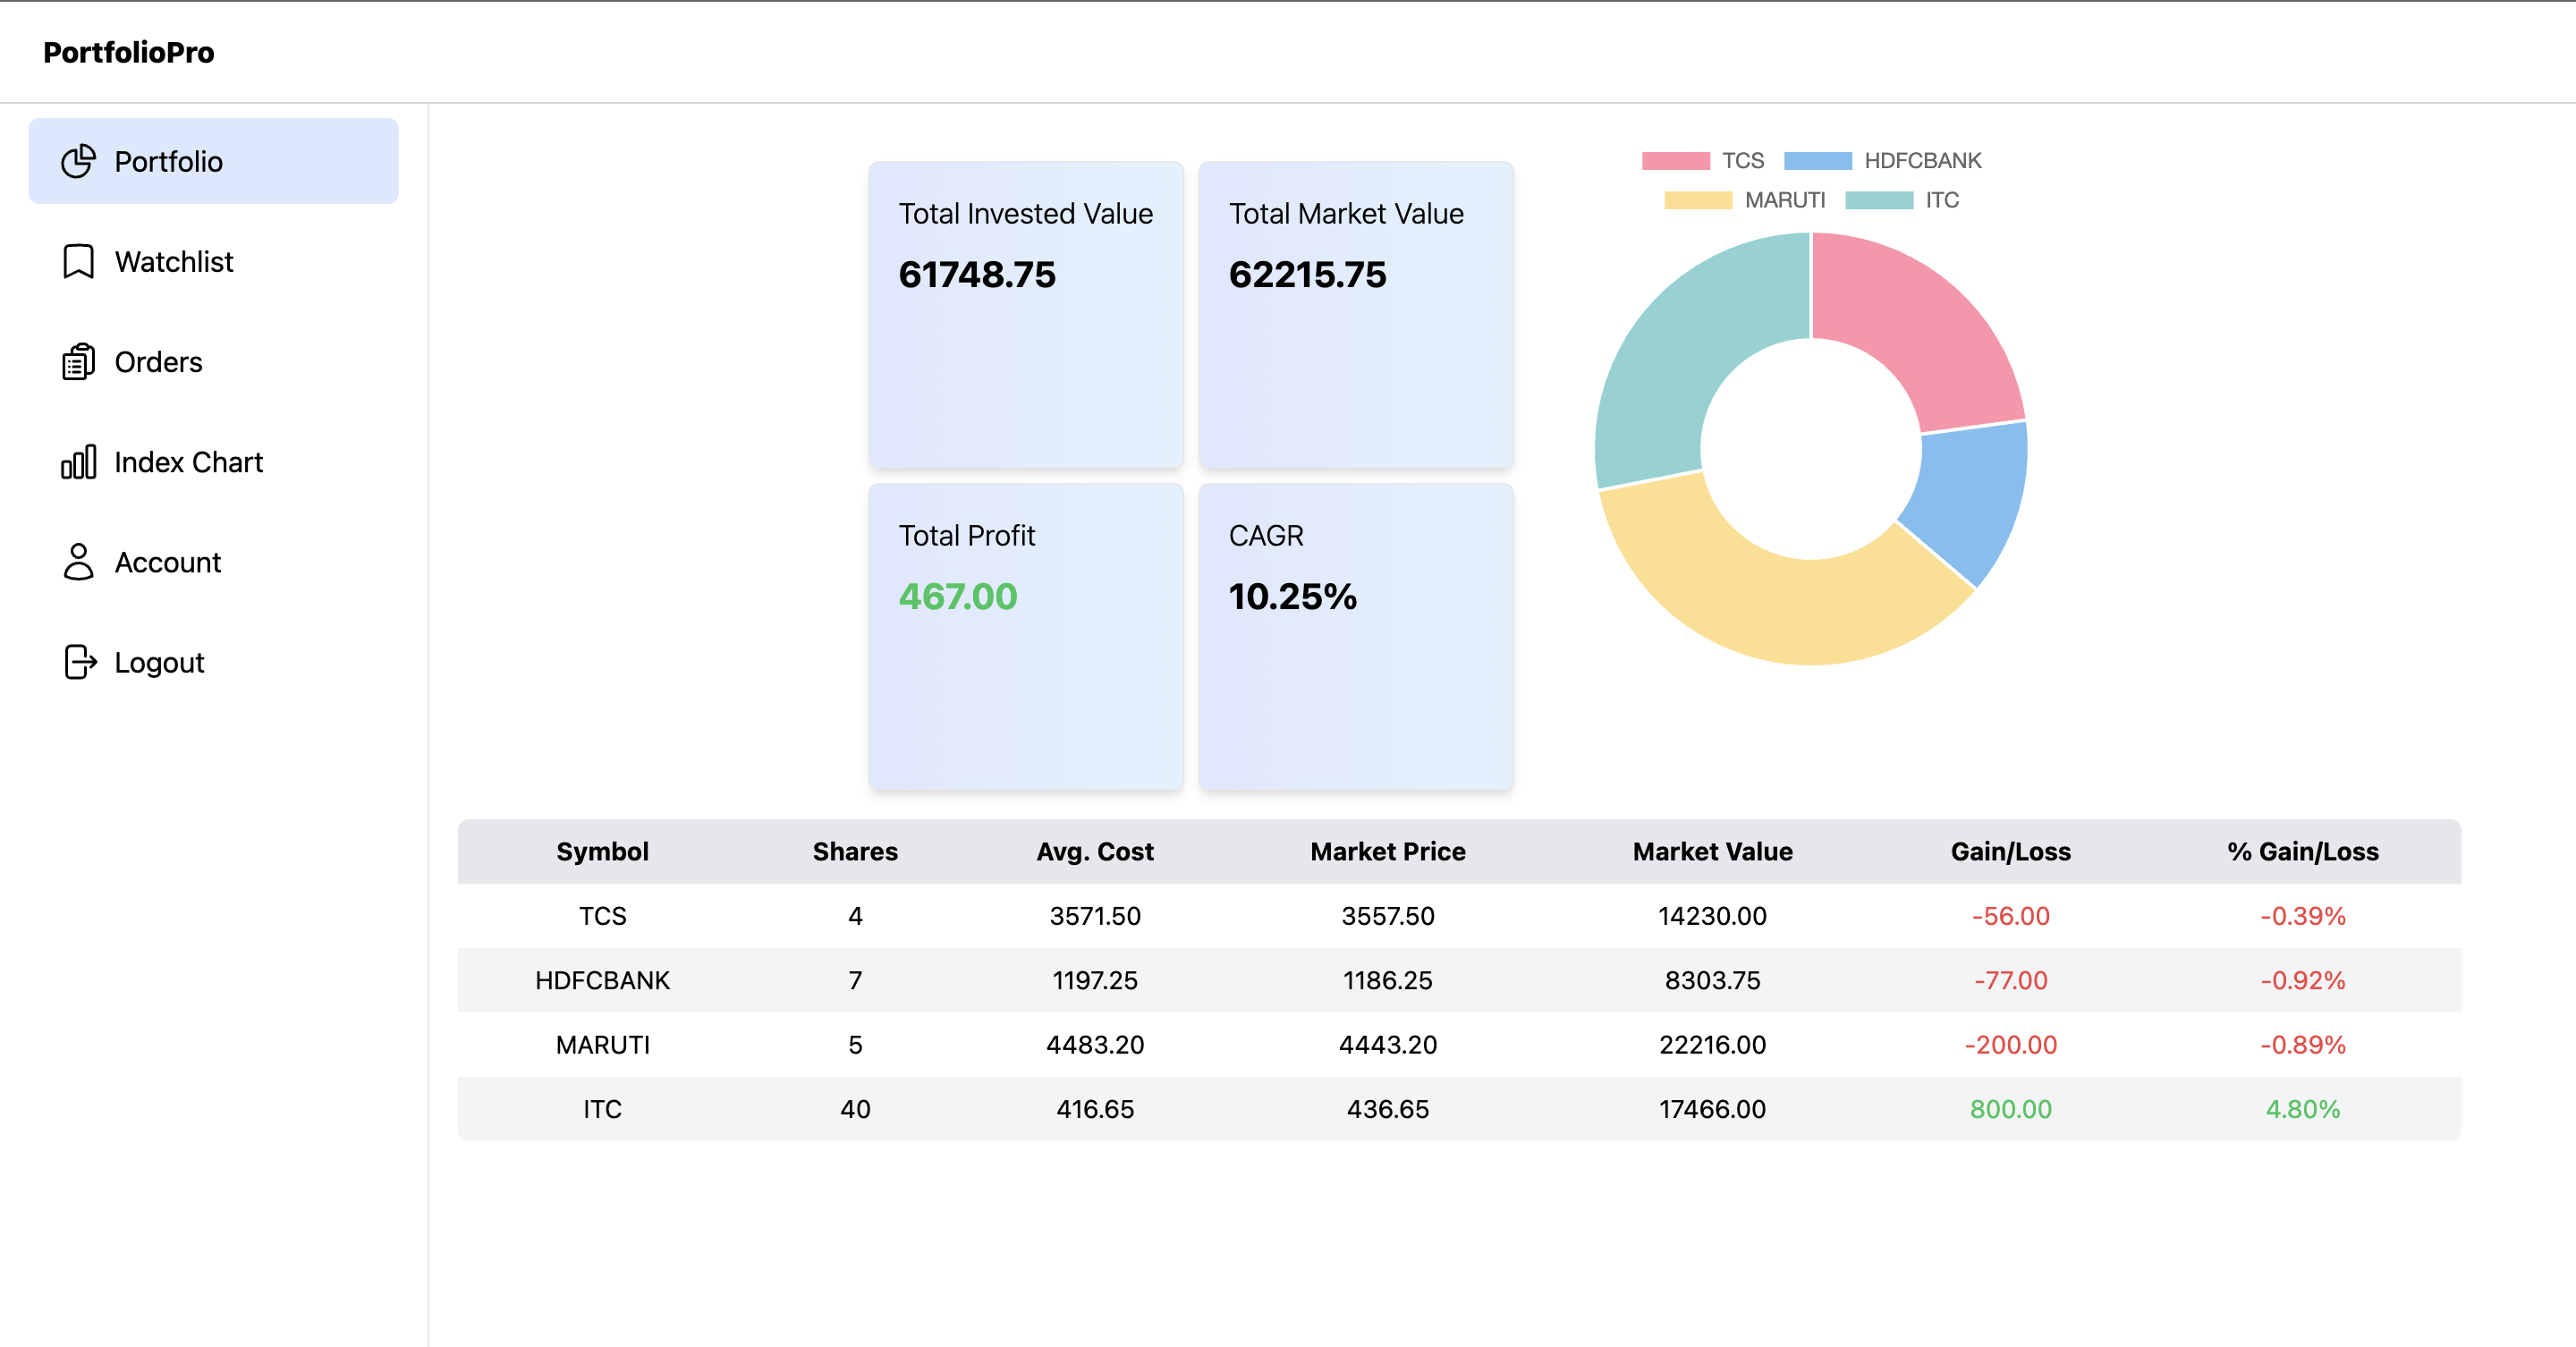 PortfolioPro
Portfolio
Watchlist
Orders
Index Chart
Account
Logout
Total Invested Value
61748.75
Total Market Value
62215.75
Total Profit
467.00
CAGR
10.25%
TCS HDFCBANK
MARUTI ITC
Symbol Shares Avg. Cost Market Price Market Value Gain/Loss % Gain/Loss
TCS 4 3571.50 3557.50 14230.00 -56.00 -0.39%
HDFCBANK 7 1197.25 1186.25 8303.75 -77.00 -0.92%
MARUTI 5 4483.20 4443.20 22216.00 -200.00 -0.89%
ITC 40 416.65 436.65 17466.00 800.00 4.80%